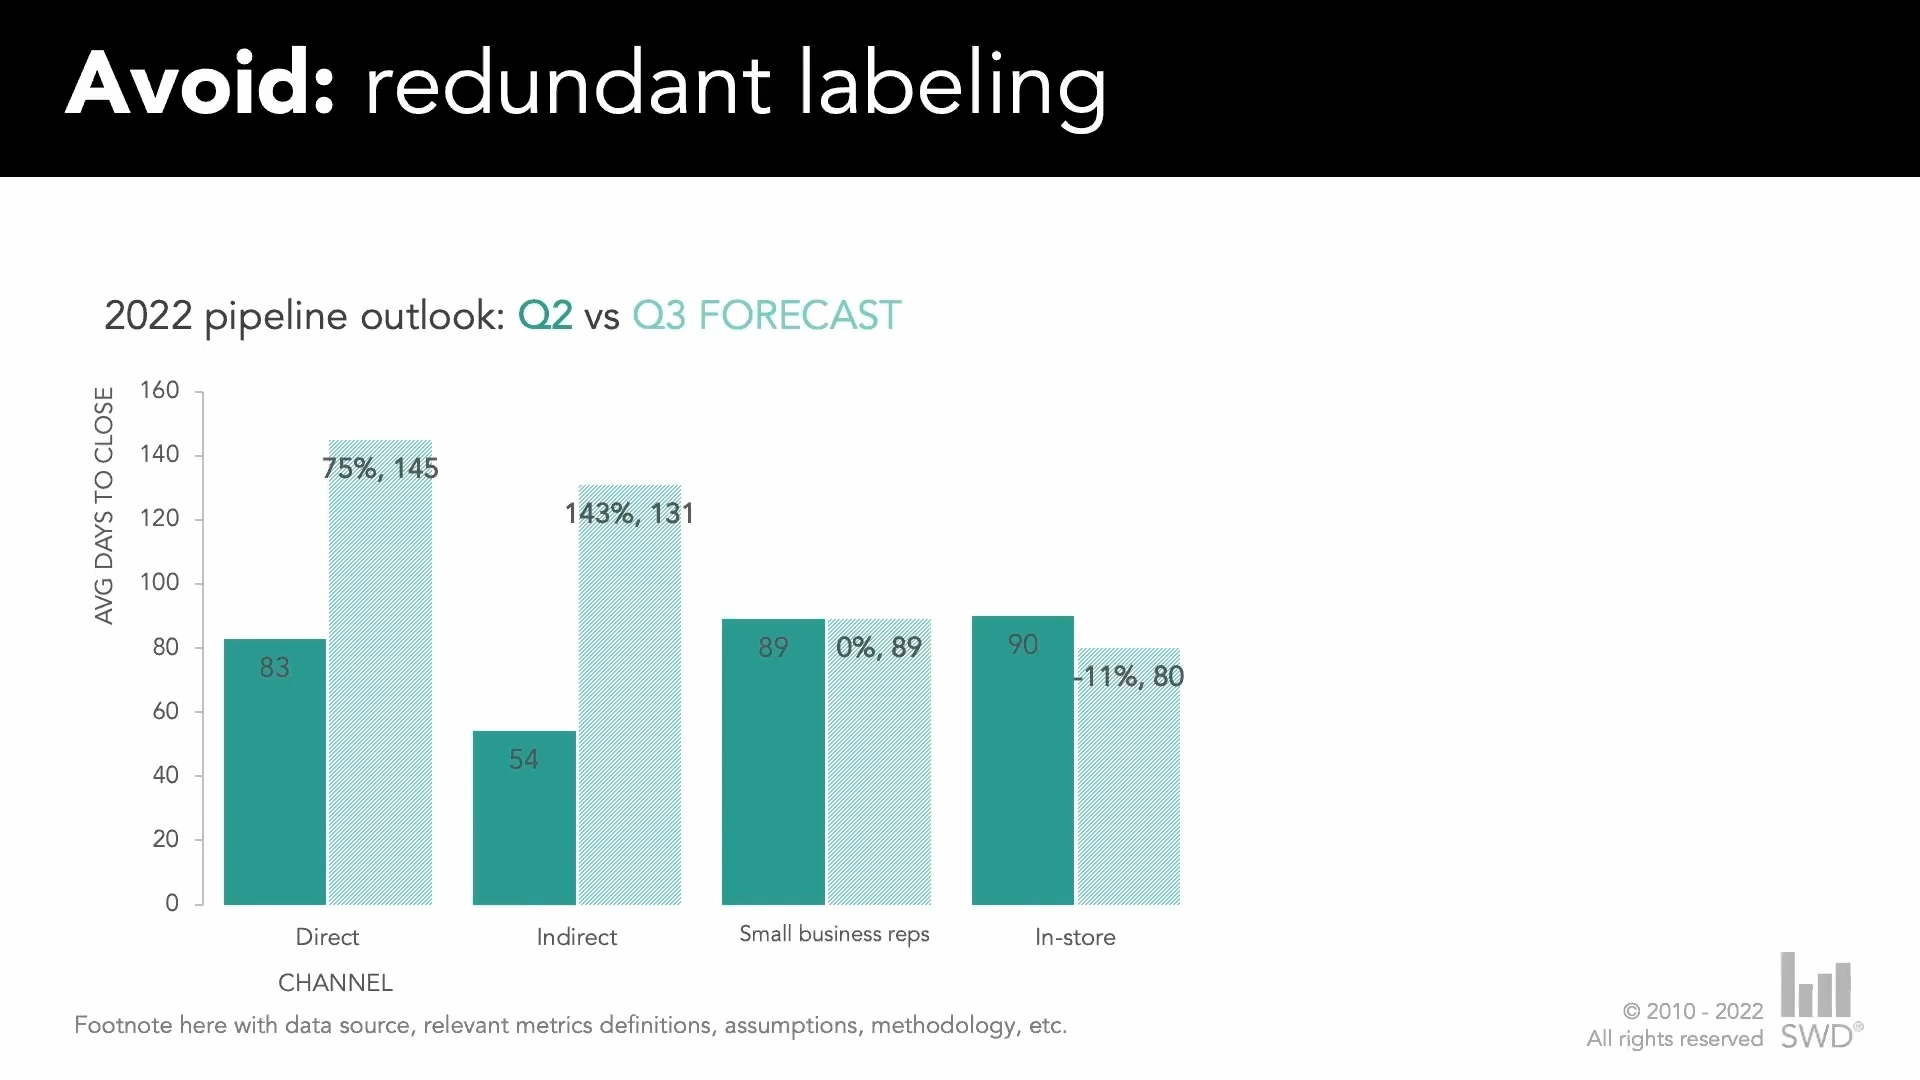 Avoid: redundant labeling
2022 pipeline outlook: Q2 vs Q3 FORECAST
AVG DAYS TO CLOSE
160
140
120
100
80
60
40
20
0
83
75%, 145
54
143%, 131
89
0%, 89
90
-11%, 80
Direct
Indirect
Small business reps
In-store
CHANNEL
Footnote here with data source, relevant metrics definitions, assumptions, methodology, etc.
© 2010 - 2022
All rights reserved
SWD®